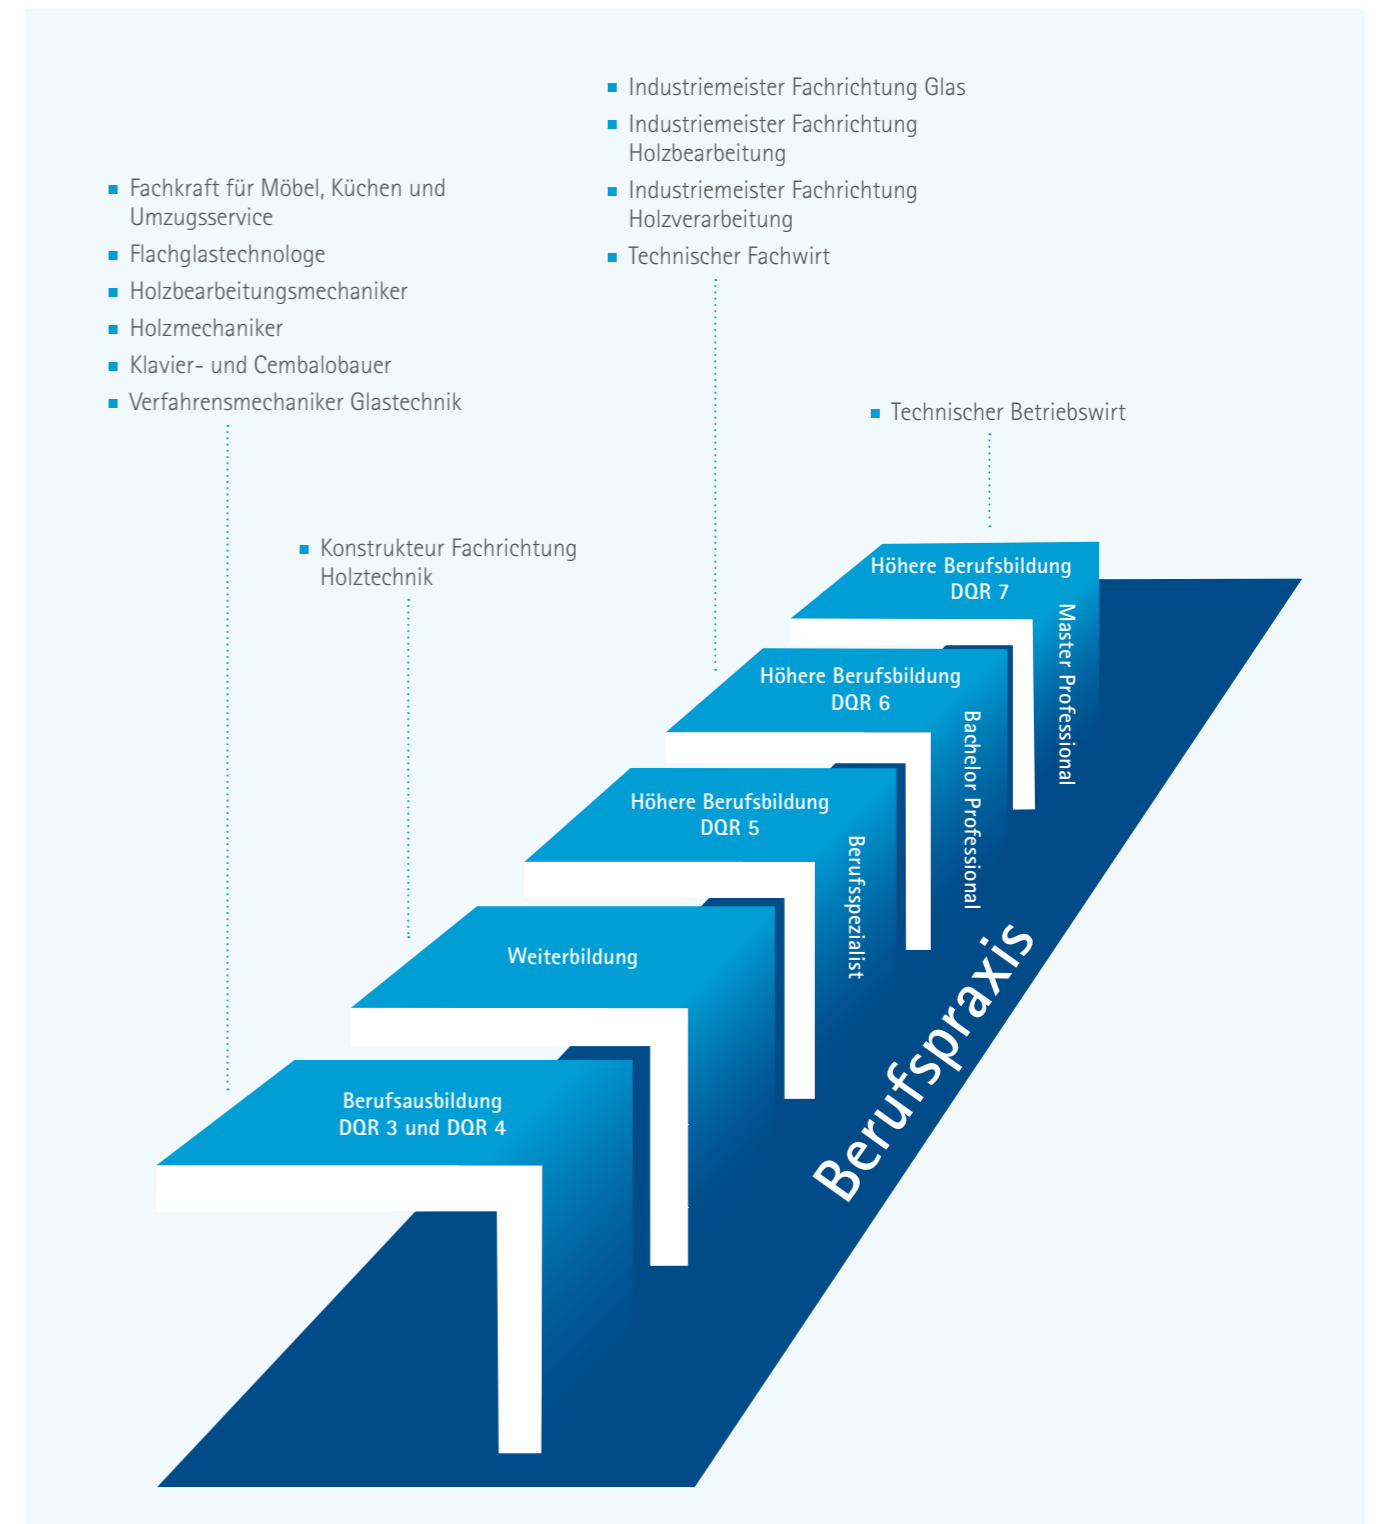 Industriemeister Fachrichtung Glas
Industriemeister Fachrichtung
Holzbearbeitung
Industriemeister Fachrichtung
Holzverarbeitung
Technischer Fachwirt
Fachkraft für Möbel, Küchen und
Umzugsservice
Flachglastechnologe
Holzbearbeitungsmechaniker
Holzmechaniker
Klavier- und Cembalobauer
Verfahrensmechaniker Glastechnik
Technischer Betriebswirt
Konstrukteur Fachrichtung
Holztechnik
Höhere Berufsbildung
DQR 7
Master Professional
Höhere Berufsbildung
DQR 6
Bachelor Professional
Höhere Berufsbildung
DQR 5
Berufsspezialist
Weiterbildung
Berufsausbildung
DQR 3 und DQR 4
Berufspraxis